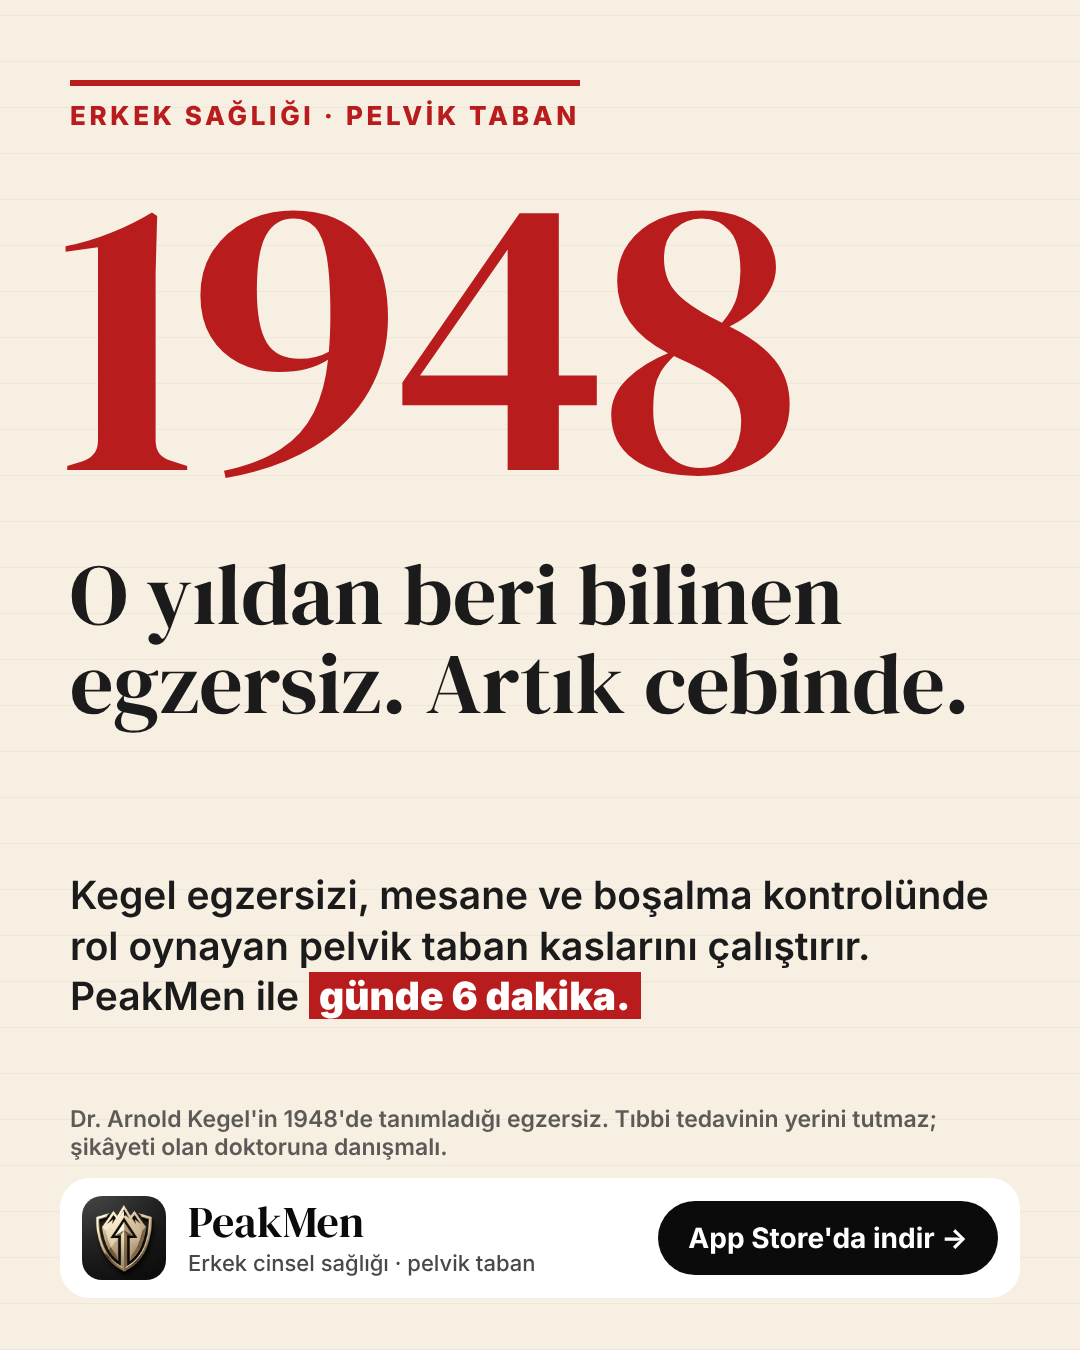 ERKEK SAĞLIĞI · PELVİK TABAN
1948
O yıldan beri bilinen
egzersiz. Artık cebinde.
Kegel egzersizi, mesane ve boşalma kontrolünde
rol oynayan pelvik taban kaslarını çalıştırır.
PeakMen ile günde 6 dakika.
Dr. Arnold Kegel'in 1948'de tanımladığı egzersiz. Tıbbi tedavinin yerini tutmaz;
şikâyeti olan doktoruna danışmalı.
PeakMen
Erkek cinsel sağlığı · pelvik taban
App Store'da indir →